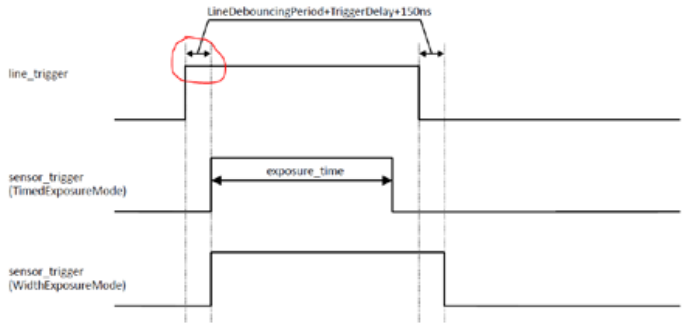 LineDebouncingPeriod+TriggerDelay+150ns
line_trigger
sensor_trigger
(TimedExposureMode)
exposure_time
sensor_trigger
(WidthExposureMode)